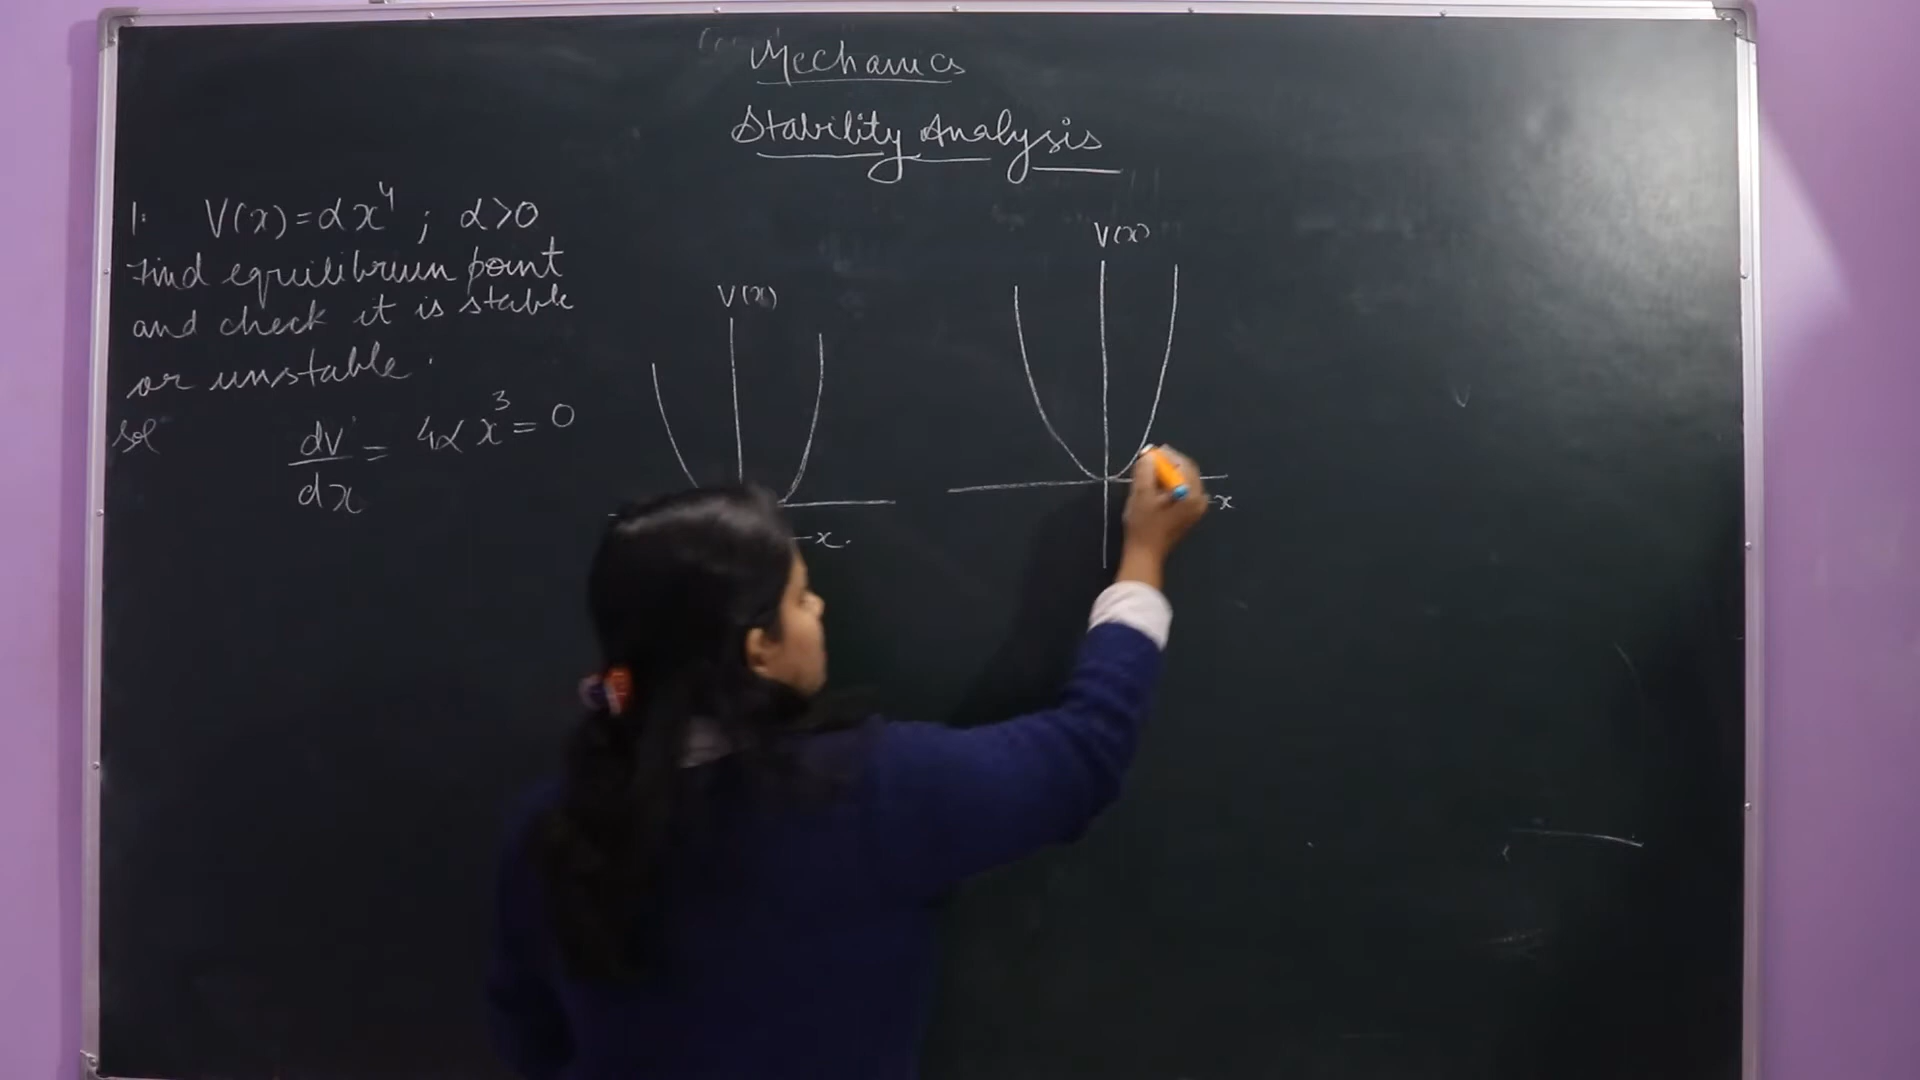 Mechanics
Stability Analysis
1. V(x) = αx⁴ ; α>0
Find equilibrium point
and check it is stable
or unstable.
Sol
dV/dx = 4αx³ = 0
V(x)
x
V(x)
x